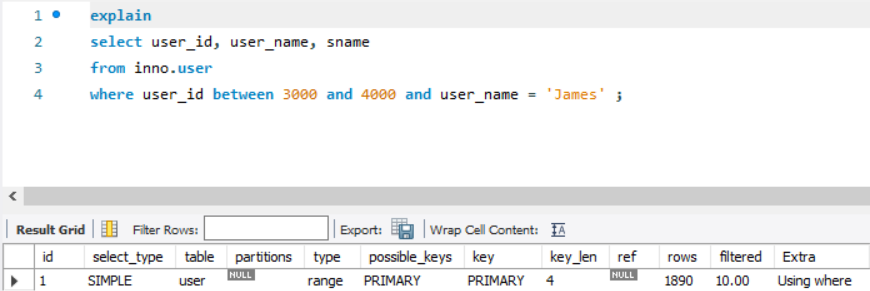 1 explain
2 select user_id, user_name, sname
3 from inno.user
4 where user_id between 3000 and 4000 and user_name = 'James' ;
Result Grid Filter Rows: Export: Wrap Cell Content: IA
id select_type table partitions type possible_keys key key_len ref rows filtered Extra
1 SIMPLE user NULL range PRIMARY PRIMARY 4 NULL 1890 10.00 Using where